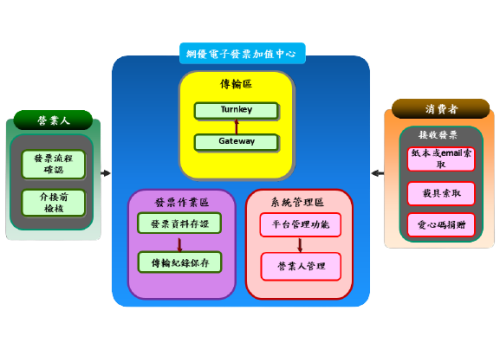 網優電子發票加值中心
傳輸區
Turnkey
Gateway
營業人
發票流程
確認
介接前
檢核
發票作業區
發票資料存證
傳輸紀錄保存
系統管理區
平台管理功能
營業人管理
消費者
接收發票
紙本或email索
取
載具索取
愛心碼捐贈